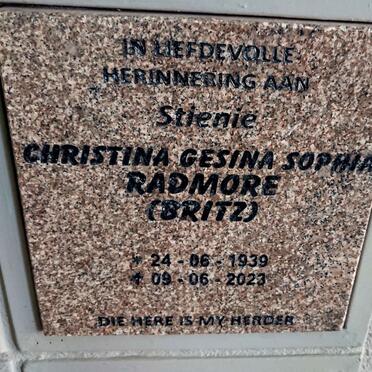 IN LIEFDEVOLLE
HERINNERING AAN
Stienie
CHRISTINA GESINA SOPHIA
RADMORE
(BRITZ)
* 24 - 06 - 1939
✝ 09 - 06 - 2023
DIE HERE IS MY HERDER